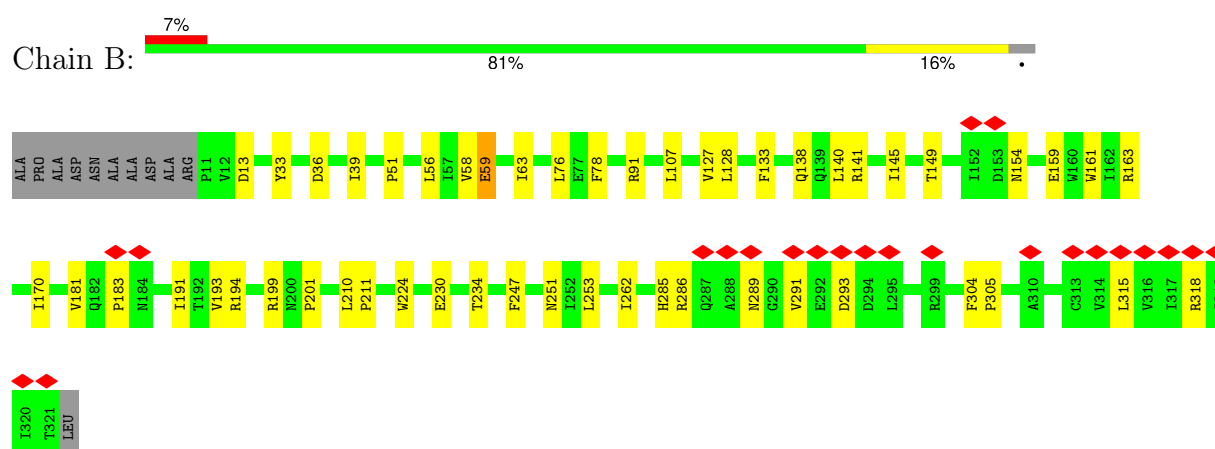 7%
Chain B:
81%
16%
•
ALA PRO ALA ASP ASN ALA ALA ASP ALA ARG P11 V12 D13 Y33 D36 I39 P51 L56 I57 V58 E59 I63 L76 E77 F78 R91 L107 V127 L128 F133 Q138 Q139 L140 R141 I145 T149 I152 D153 N154 E159 W160 W161 I162 R163
I170 V181 Q182 P183 N184 I191 T192 V193 R194 R199 N200 P201 L210 P211 W224 E230 T234 F247 N251 I252 L253 I262 H285 R286 Q287 A288 N289 G290 V291 E292 D293 D294 L295 R299 F304 P305 A310 C313 V314 L315 V316 I317 R318
I320 T321 LEU